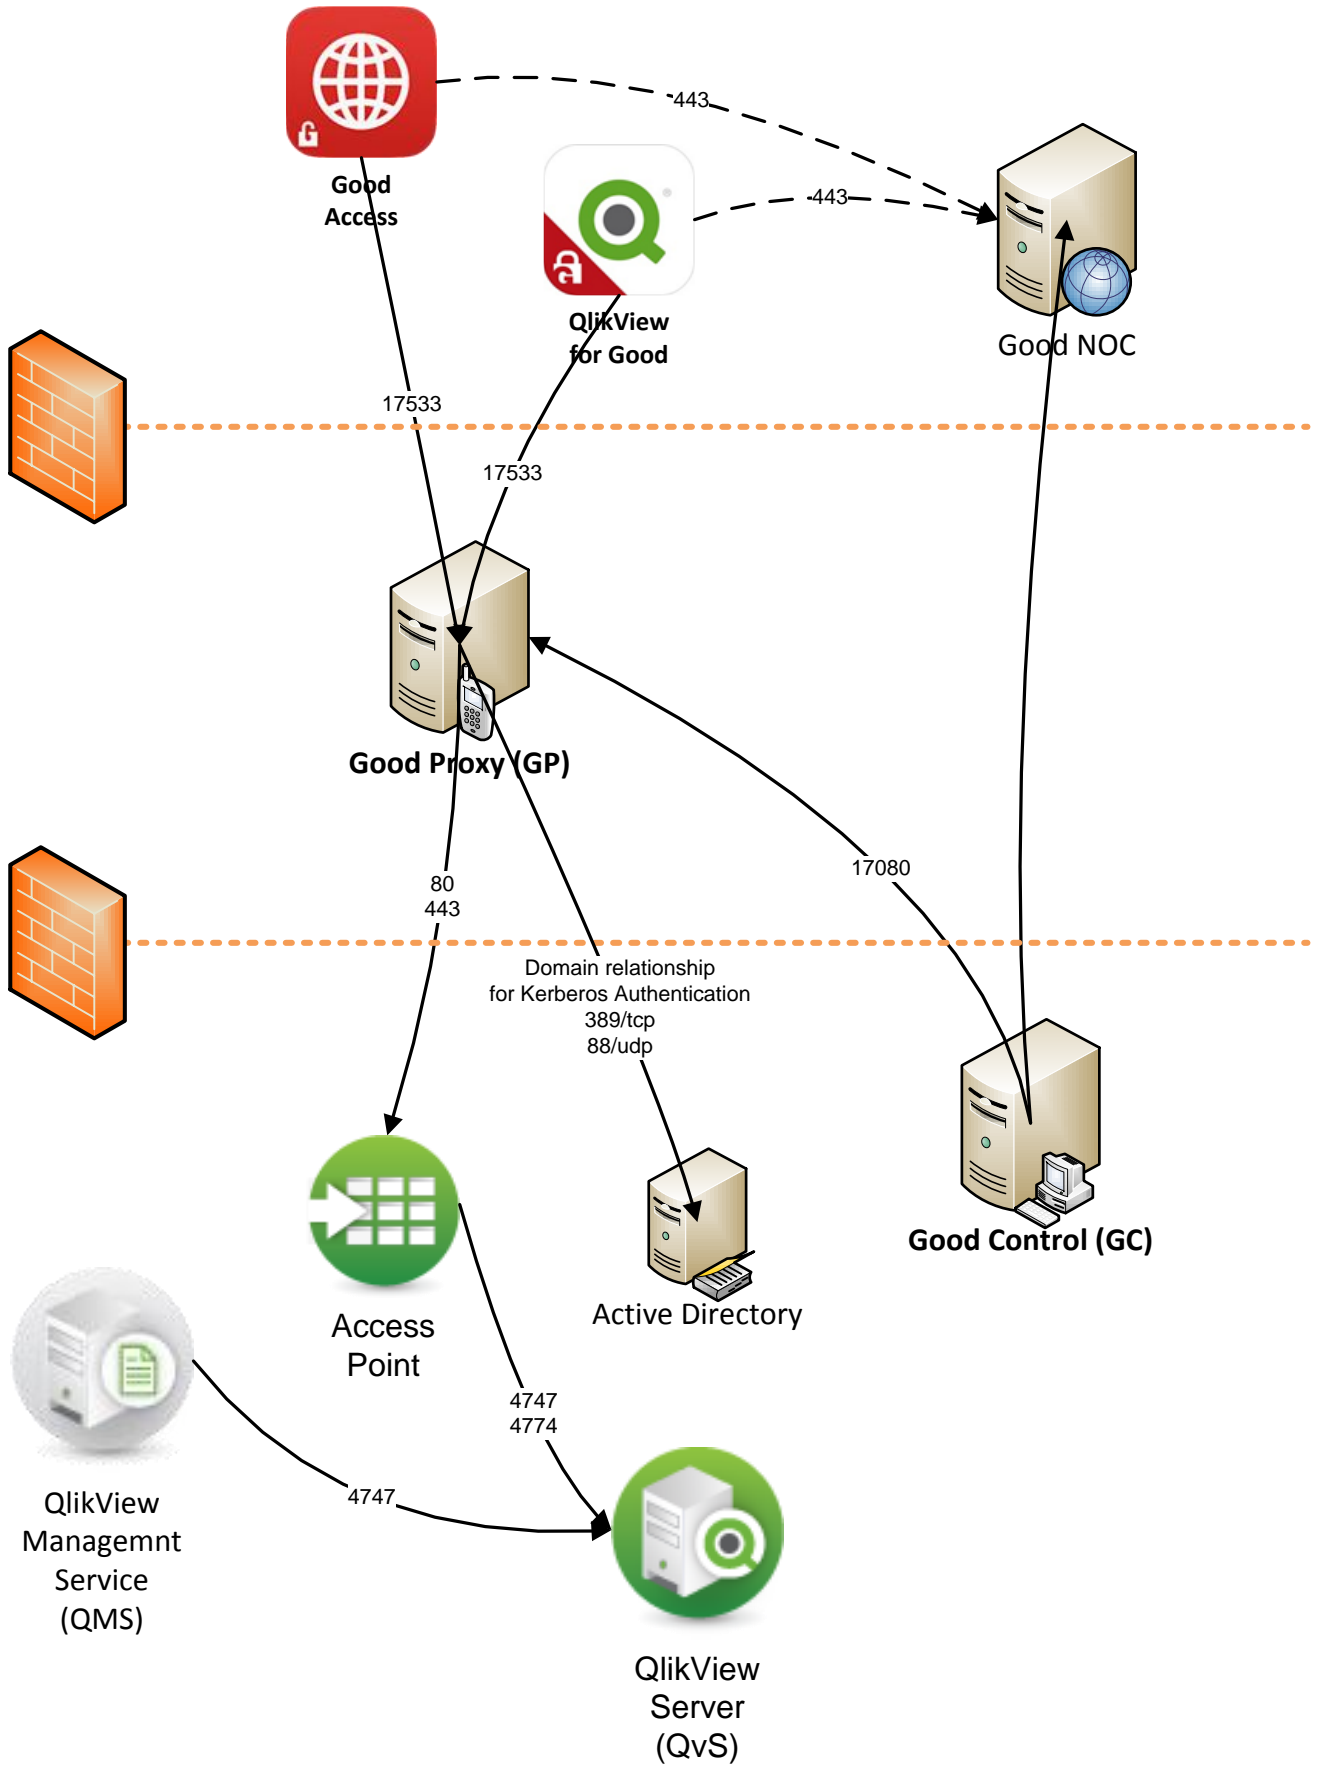 443
Good
Access
443
QlikView
for Good
Good NOC
17533
17533
Good Proxy (GP)
17080
80
443
Domain relationship
for Kerberos Authentication
389/tcp
88/udp
Good Control (GC)
Active Directory
Access
Point
4747
4774
4747
QlikView
Managemnt
Service
(QMS)
QlikView
Server
(QvS)